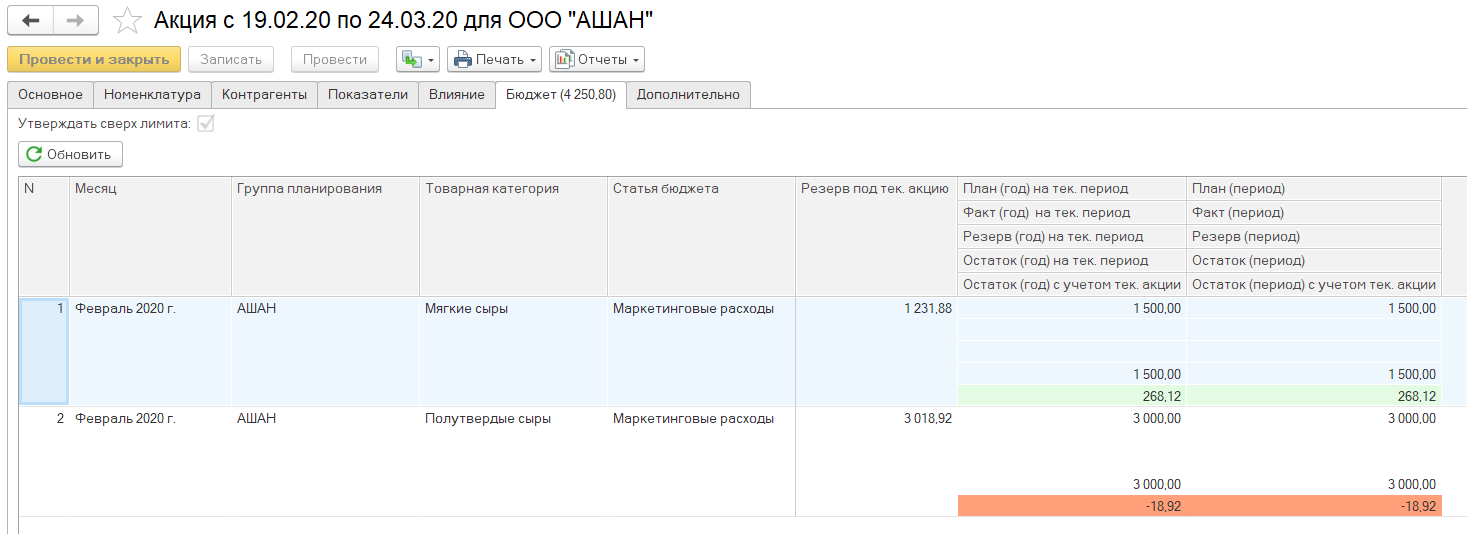 Акция с 19.02.20 по 24.03.20 для ООО "АШАН"
Провести и закрыть Записать Провести Печать Отчеты
Основное Номенклатура Контрагенты Показатели Влияние Бюджет (4 250,80) Дополнительно
Утверждать сверх лимита:
Обновить
N Месяц Группа планирования Товарная категория Статья бюджета Резерв под тек. акцию План (год) на тек. период План (период)
Факт (год) на тек. период Факт (период)
Резерв (год) на тек. период Резерв (период)
Остаток (год) на тек. период Остаток (период)
Остаток (год) с учетом тек. акции Остаток (период) с учетом тек. акции
1 Февраль 2020 г. АШАН Мягкие сыры Маркетинговые расходы 1 231,88 1 500,00 1 500,00
1 500,00 1 500,00
268,12 268,12
2 Февраль 2020 г. АШАН Полутвердые сыры Маркетинговые расходы 3 018,92 3 000,00 3 000,00
3 000,00 3 000,00
-18,92 -18,92